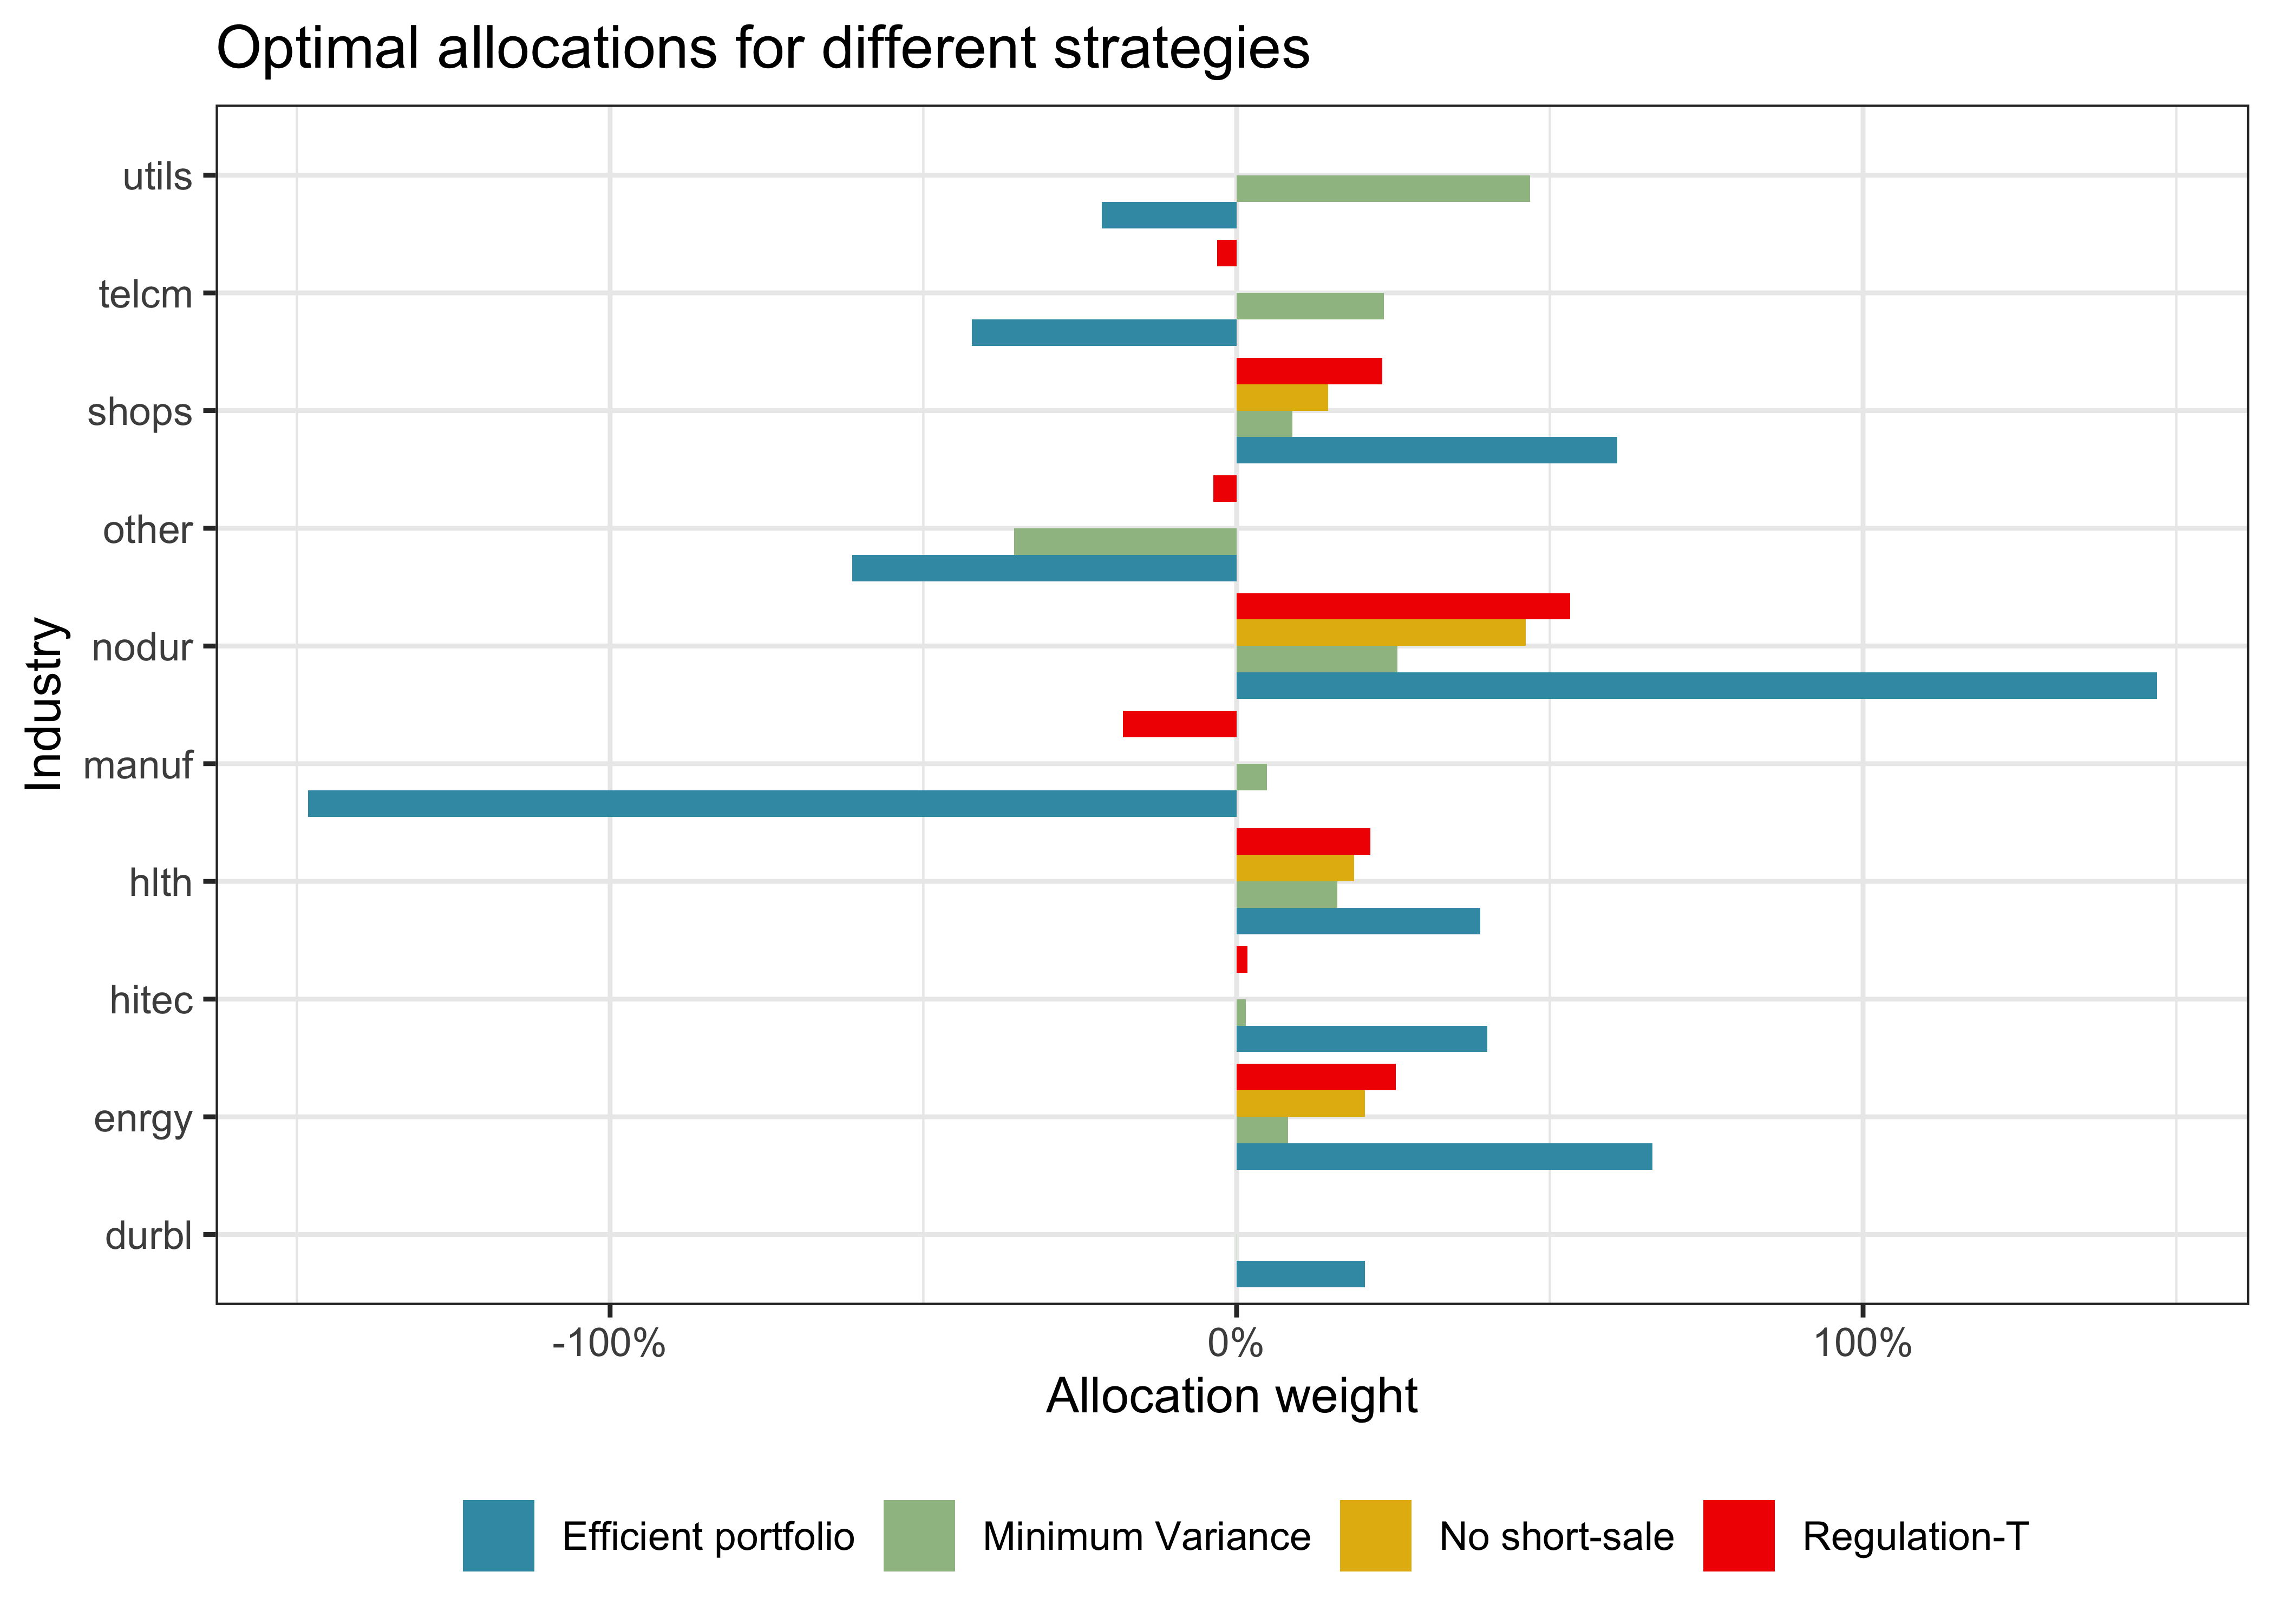 Optimal allocations for different strategies
Industry
utils
telcm
shops
other
nodur
manuf
hlth
hitec
enrgy
durbl
-100% 0% 100%
Allocation weight
Efficient portfolio Minimum Variance No short-sale Regulation-T